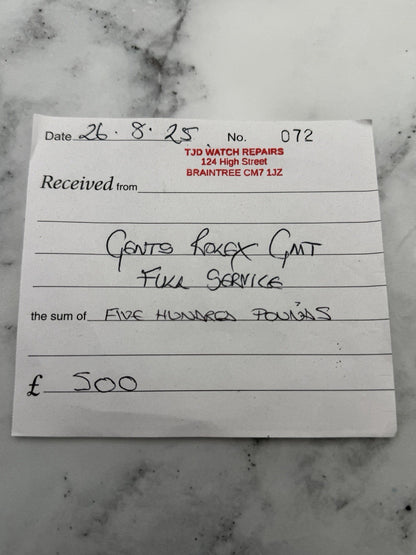 Date 26.8.25 No. 072
TJD WATCH REPAIRS
124 High Street
BRAINTREE CM7 1JZ
Received from
GENTS ROLEX GMT
FULL SERVICE
the sum of FIVE HUNDRED POUNDS
£ 500